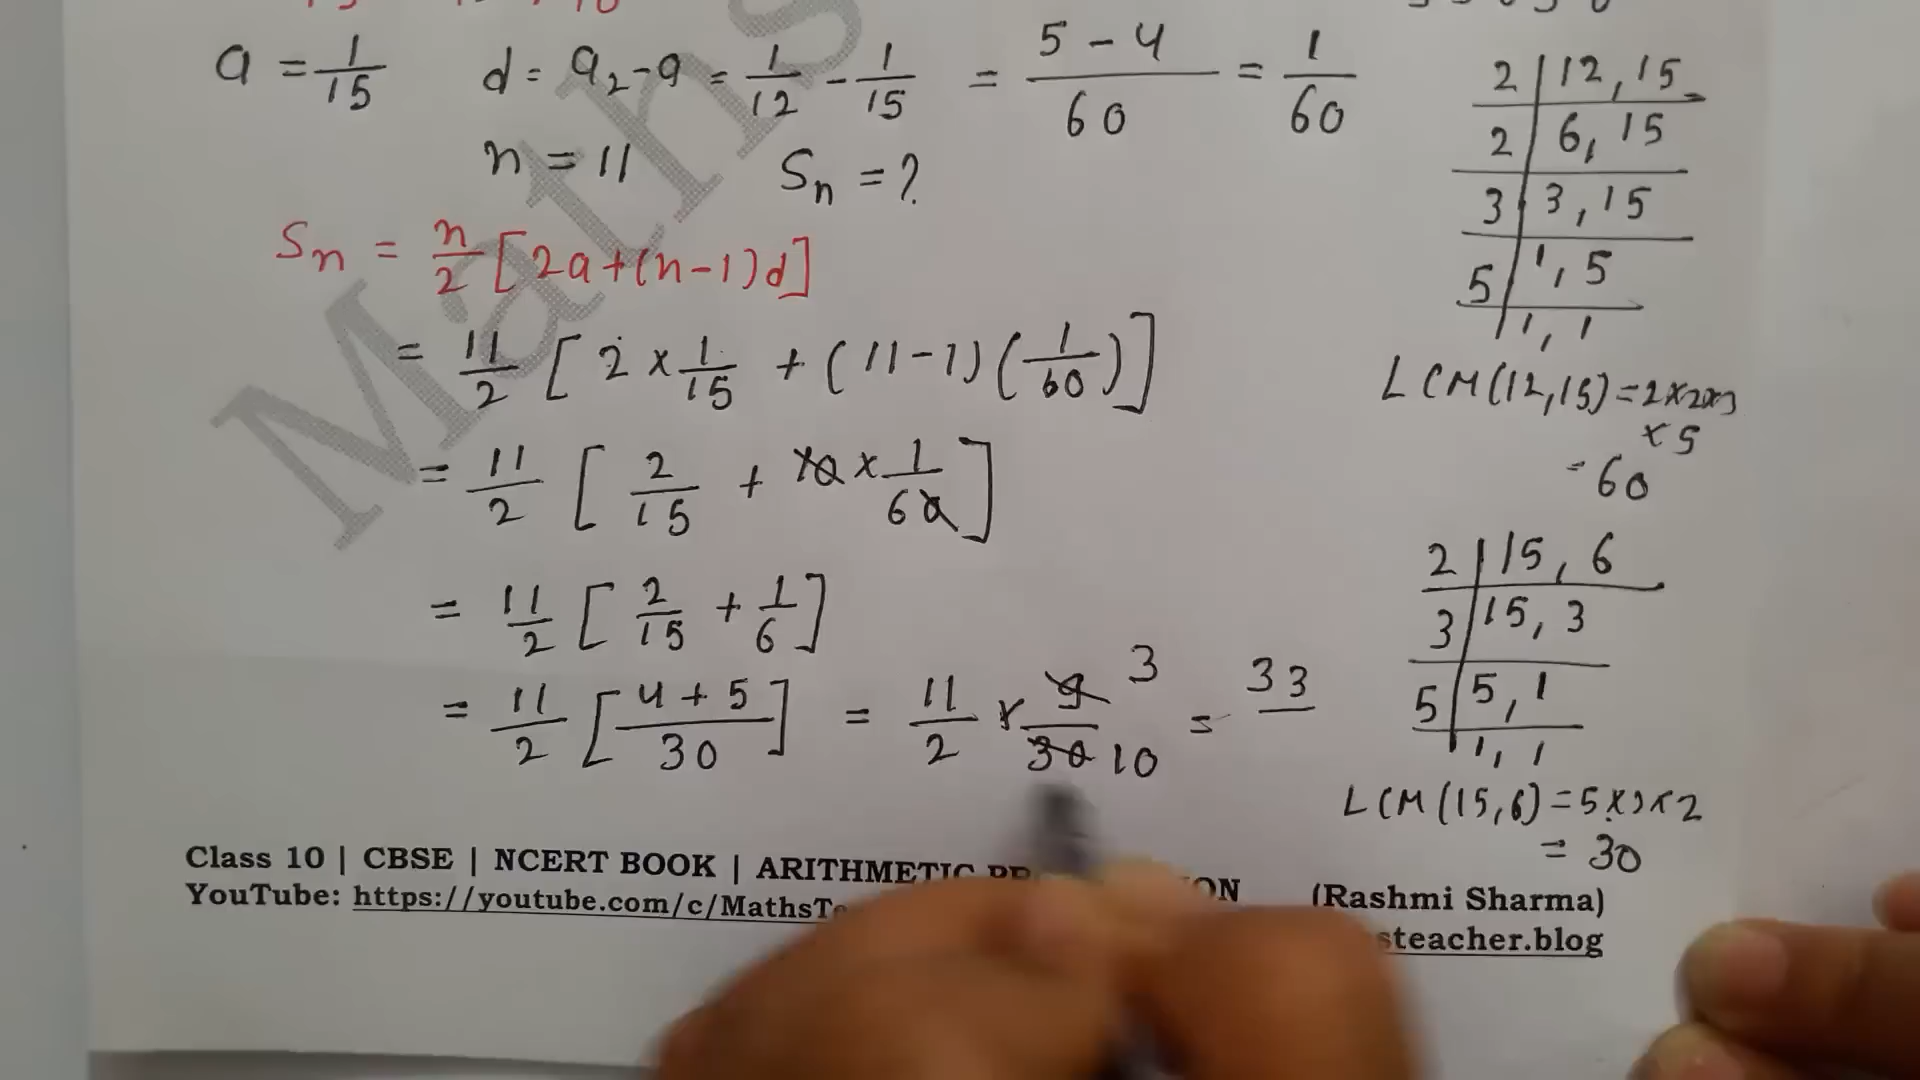 a = 1/15 d = a₂-a = 1/12 - 1/15 = 5-4/60 = 1/60
n = 11 Sn = ?
Sn = n/2 [2a+(n-1)d]
= 11/2 [2 × 1/15 + (11-1)(1/60)]
= 11/2 [2/15 + 10 × 1/60]
= 11/2 [2/15 + 1/6]
= 11/2 [4+5/30] = 11/2 × 9/30 3 10 = 33
2 | 12, 15
2 | 6, 15
3 | 3, 15
5 | 1, 5
1, 1
LCM(12,15) = 2×2×3
×5
= 60
2 | 15, 6
3 | 15, 3
5 | 5, 1
1, 1
LCM(15,6) = 5×3×2
= 30
Class 10 | CBSE | NCERT BOOK | ARITHMETIC (Rashmi Sharma)
YouTube: https://youtube.com/c/MathsTe steacher.blog
Maths